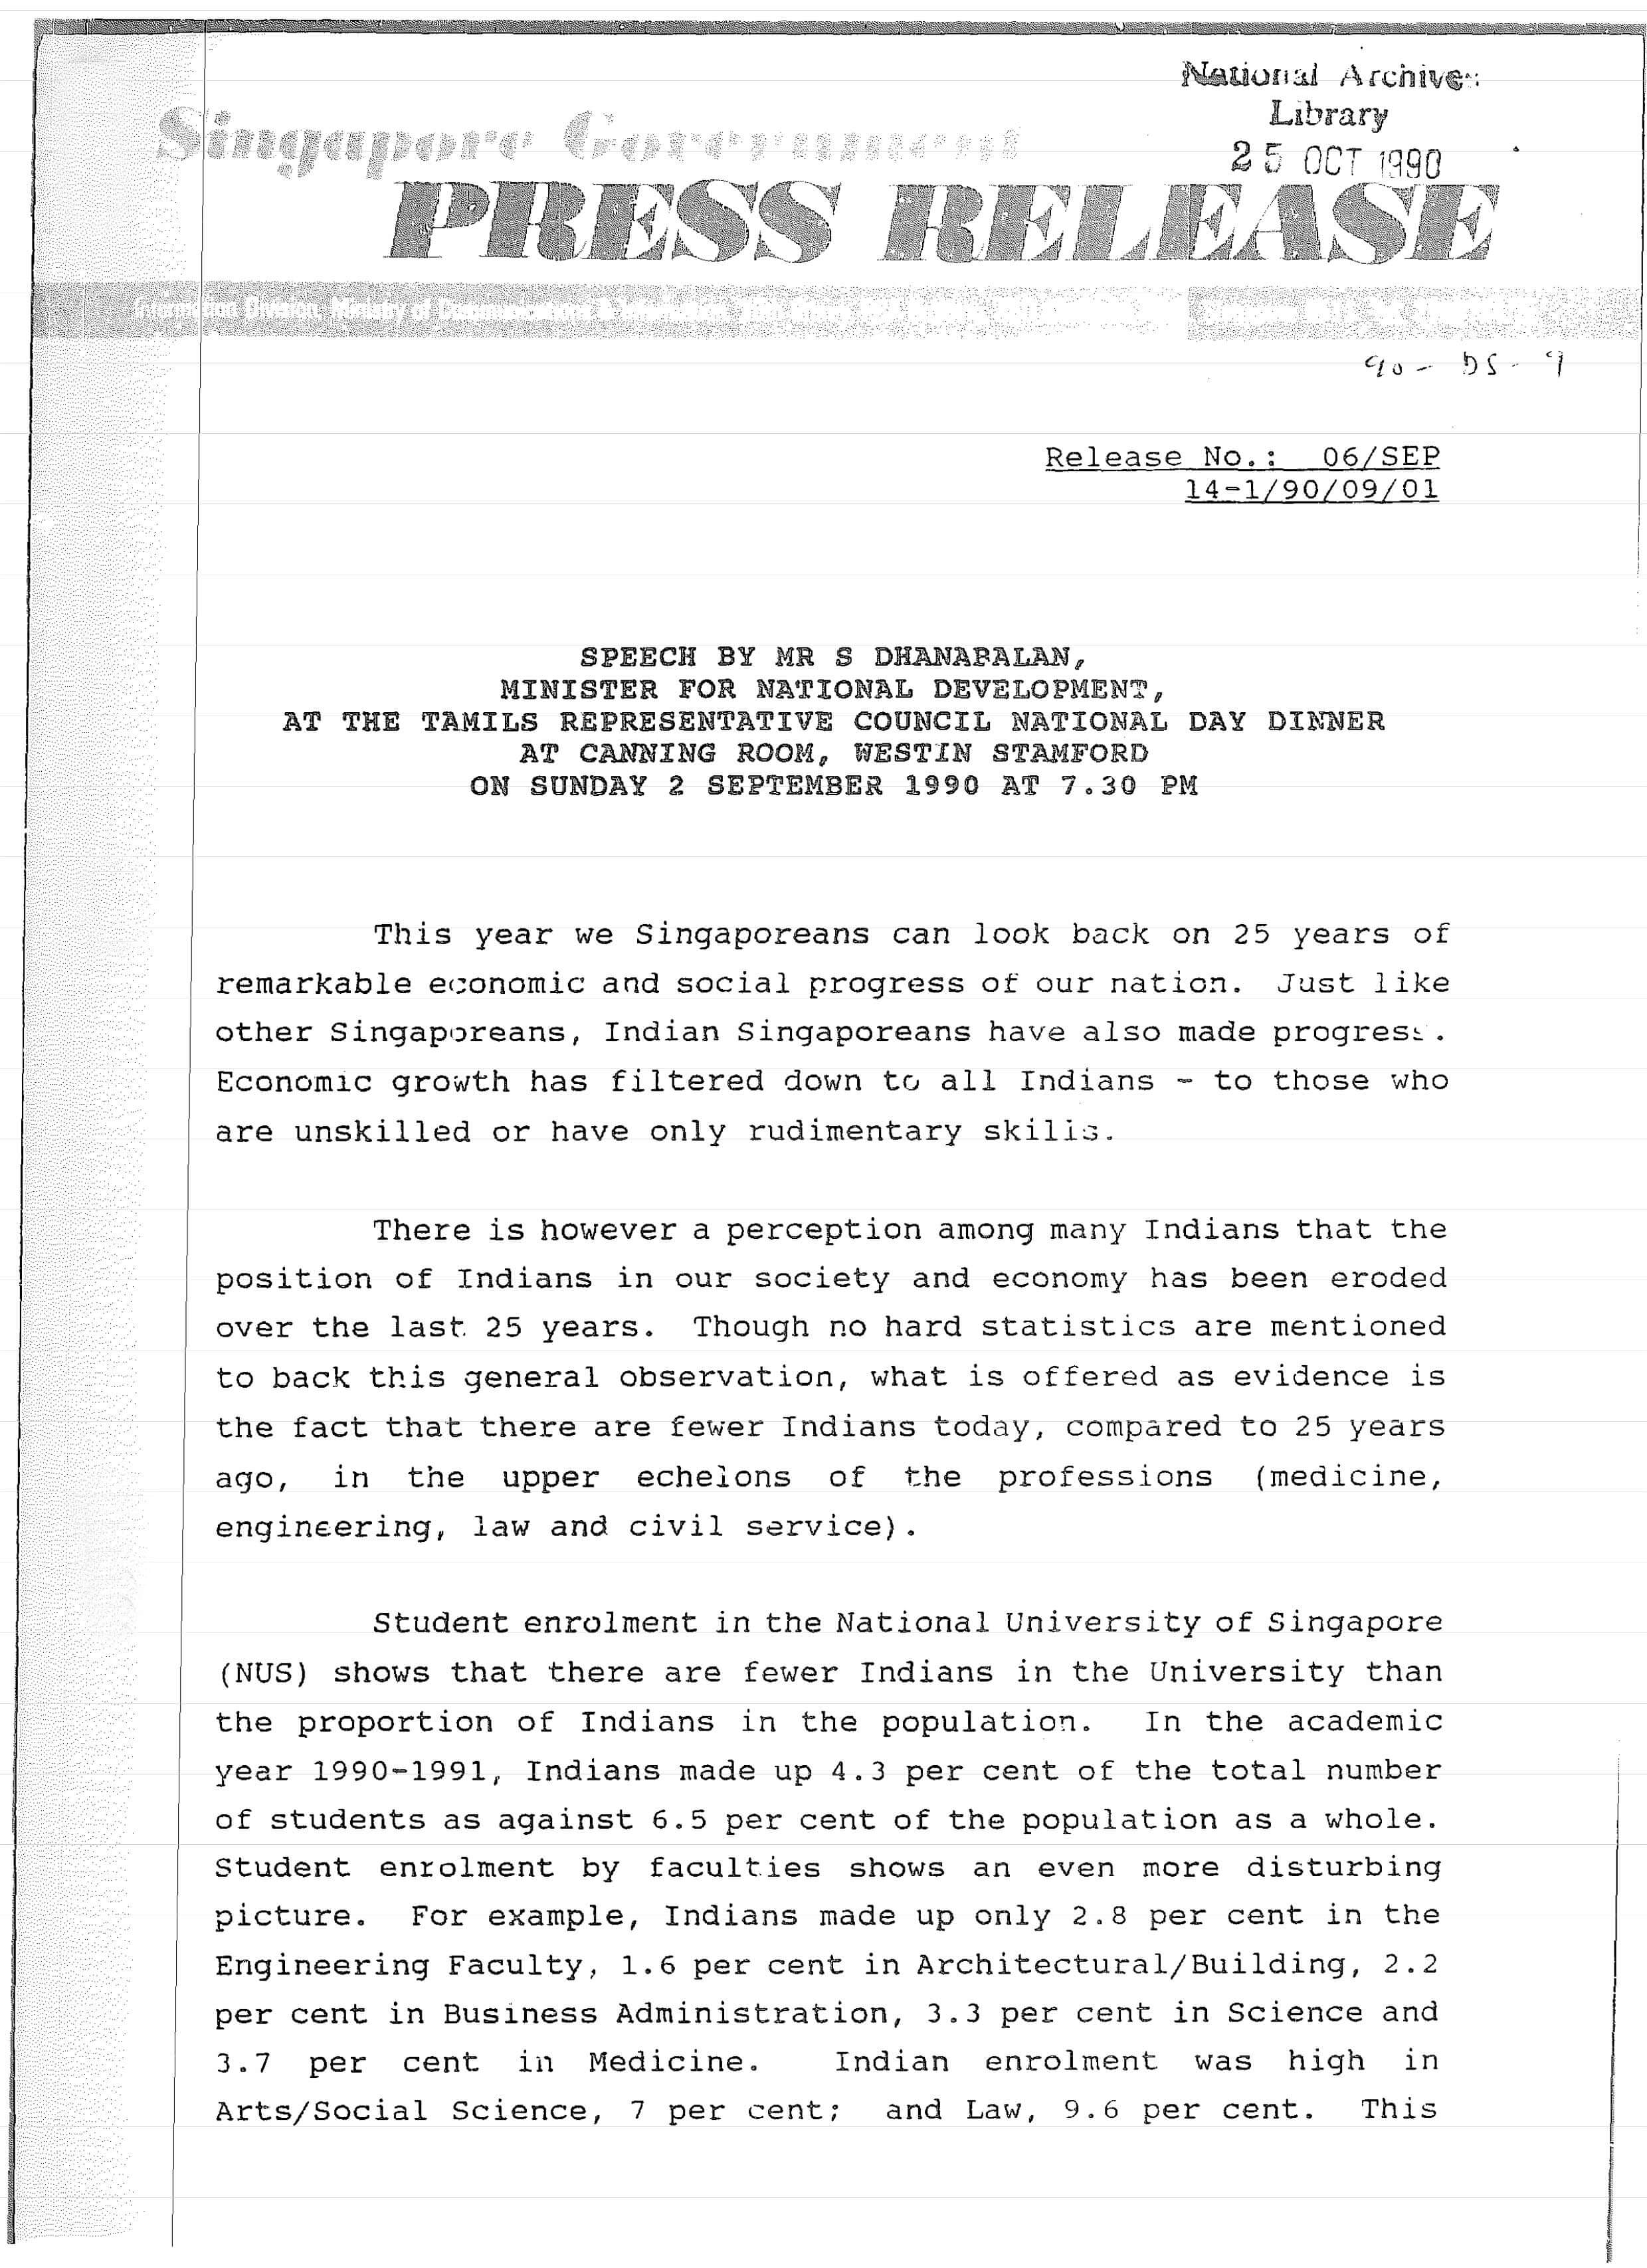 National Archives
Library
25 OCT 1990
Singapore Government
PRESS RELEASE
Information Division, Ministry of Communications &
90-DS-9
Release No.: 06/SEP
14-1/90/09/01
SPEECH BY MR S DHANABALAN,
MINISTER FOR NATIONAL DEVELOPMENT,
AT THE TAMILS REPRESENTATIVE COUNCIL NATIONAL DAY DINNER
AT CANNING ROOM, WESTIN STAMFORD
ON SUNDAY 2 SEPTEMBER 1990 AT 7.30 PM
This year we Singaporeans can look back on 25 years of
remarkable economic and social progress of our nation. Just like
other Singaporeans, Indian Singaporeans have also made progress.
Economic growth has filtered down to all Indians - to those who
are unskilled or have only rudimentary skills.
There is however a perception among many Indians that the
position of Indians in our society and economy has been eroded
over the last 25 years. Though no hard statistics are mentioned
to back this general observation, what is offered as evidence is
the fact that there are fewer Indians today, compared to 25 years
ago, in the upper echelons of the professions (medicine,
engineering, law and civil service).
Student enrolment in the National University of Singapore
(NUS) shows that there are fewer Indians in the University than
the proportion of Indians in the population. In the academic
year 1990-1991, Indians made up 4.3 per cent of the total number
of students as against 6.5 per cent of the population as a whole.
Student enrolment by faculties shows an even more disturbing
picture. For example, Indians made up only 2.8 per cent in the
Engineering Faculty, 1.6 per cent in Architectural/Building, 2.2
per cent in Business Administration, 3.3 per cent in Science and
3.7 per cent in Medicine. Indian enrolment was high in
Arts/Social Science, 7 per cent; and Law, 9.6 per cent. This